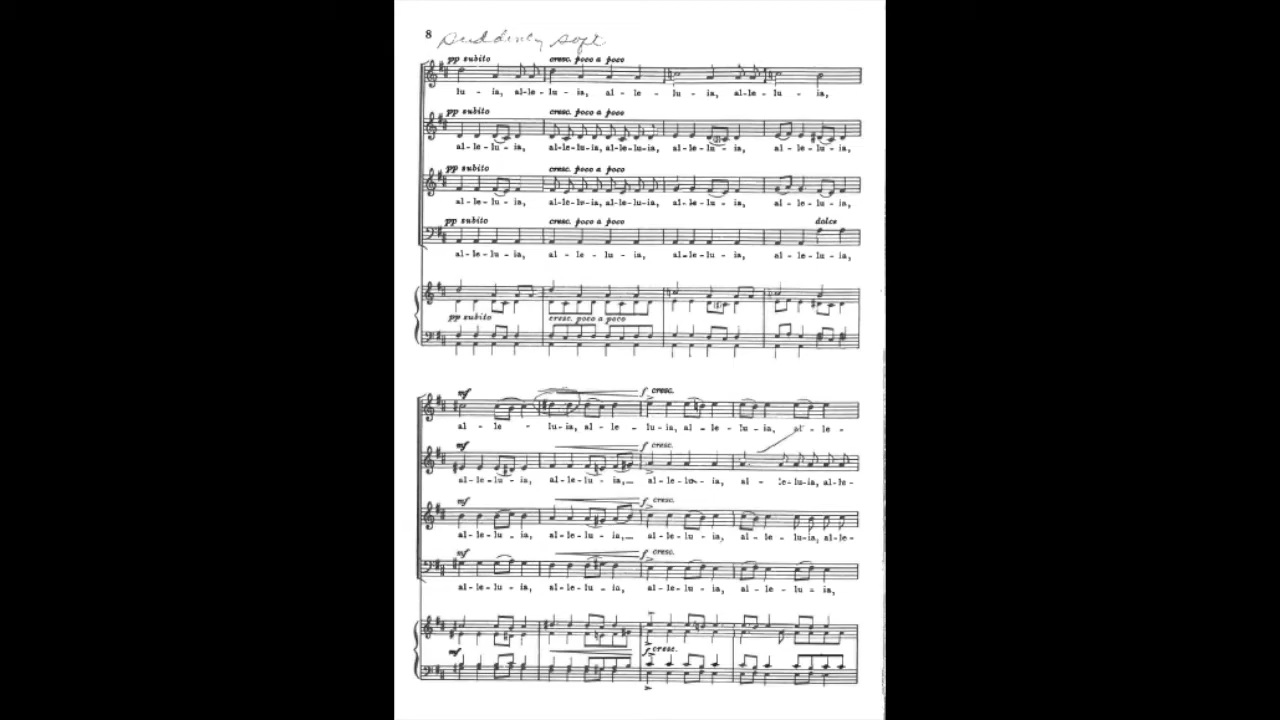 8 Suddenly soft
pp subito cresc. poco a poco
lu - ia, al-le - lu - ia, al - le - lu - ia, al-le - lu - ia,
pp subito cresc. poco a poco
al-le-lu - ia, al-le-lu-ia, al-le-lu-ia, al-le-lu - ia, al - le - lu - ia,
pp subito cresc. poco a poco
al-le-lu - ia, al-le-lu-ia, al-le-lu-ia, al-le-lu - ia, al - le - lu - ia,
pp subito cresc. poco a poco dolce
al-le-lu - ia, al - le - lu - ia, al-le-lu - ia, al - le - lu - ia,
pp subito cresc. poco a poco
mf f cresc.
al - le - lu-ia, al - le - lu-ia, al - le - lu-ia, al - le -
mf f cresc.
al-le-lu - ia, al-le-lu - ia, al-le-lu - ia, al - le-lu-ia, al-le-
mf f cresc.
al-le-lu - ia, al-le-lu - ia, al-le-lu - ia, al - le - lu-ia, al-le-
mf f cresc.
al-le-lu - ia, al-le-lu - ia, al-le-lu - ia, al - le - lu - ia,
mf f cresc.